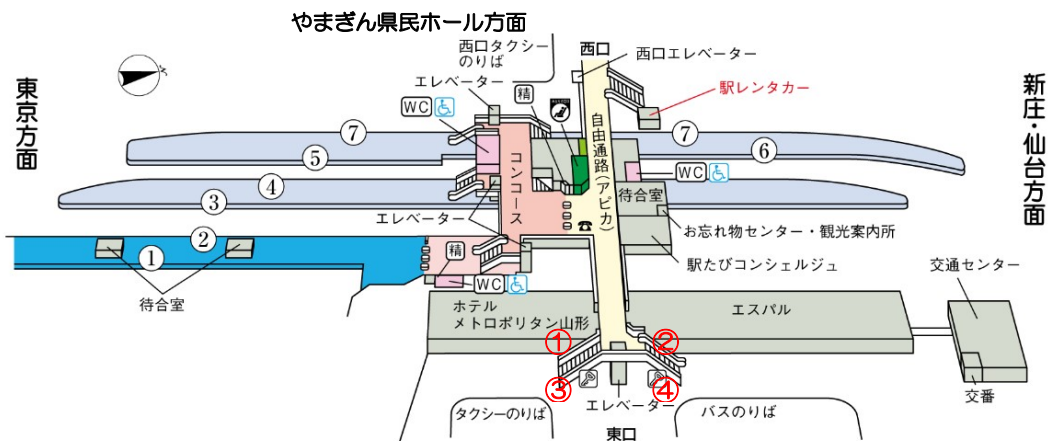 やまぎん県民ホール方面
西口タクシー
のりば
西口
西口エレベーター
エレベーター
精
駅レンタカー
WC
東京方面
新庄・仙台方面
⑦
⑦
⑤
⑥
④
③
コンコース
自由通路(アピカ)
待合室
WC
エレベーター
お忘れ物センター・観光案内所
②
①
精
駅たびコンシェルジュ
待合室
WC
交通センター
ホテル
メトロポリタン山形
エスパル
①
②
③
④
交番
エレベーター
タクシーのりば
バスのりば
東口